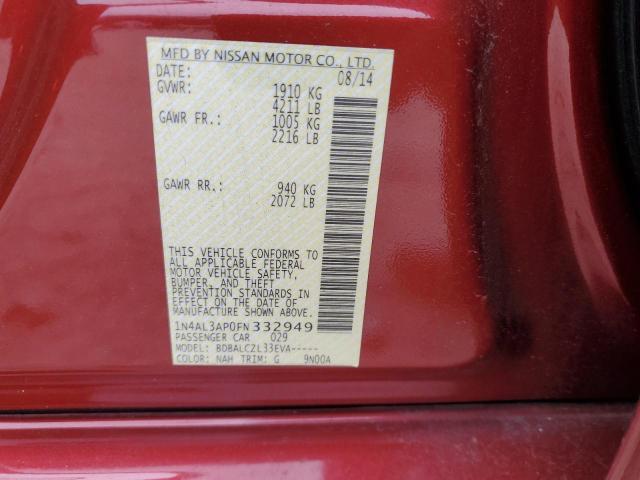 MFD BY NISSAN MOTOR CO., LTD.
DATE: 08/14
GVWR: 1910 KG
4211 LB
GAWR FR.: 1005 KG
2216 LB
GAWR RR.: 940 KG
2072 LB
THIS VEHICLE CONFORMS TO
ALL APPLICABLE FEDERAL
MOTOR VEHICLE SAFETY,
BUMPER, AND THEFT
PREVENTION STANDARDS IN
EFFECT ON THE DATE OF
MANUFACTURE SHOWN ABOVE.
1N4AL3AP0FN332949
PASSENGER CAR 029
MODEL: BDBALCZL33EVA-----
COLOR: NAH TRIM: G 9N00A